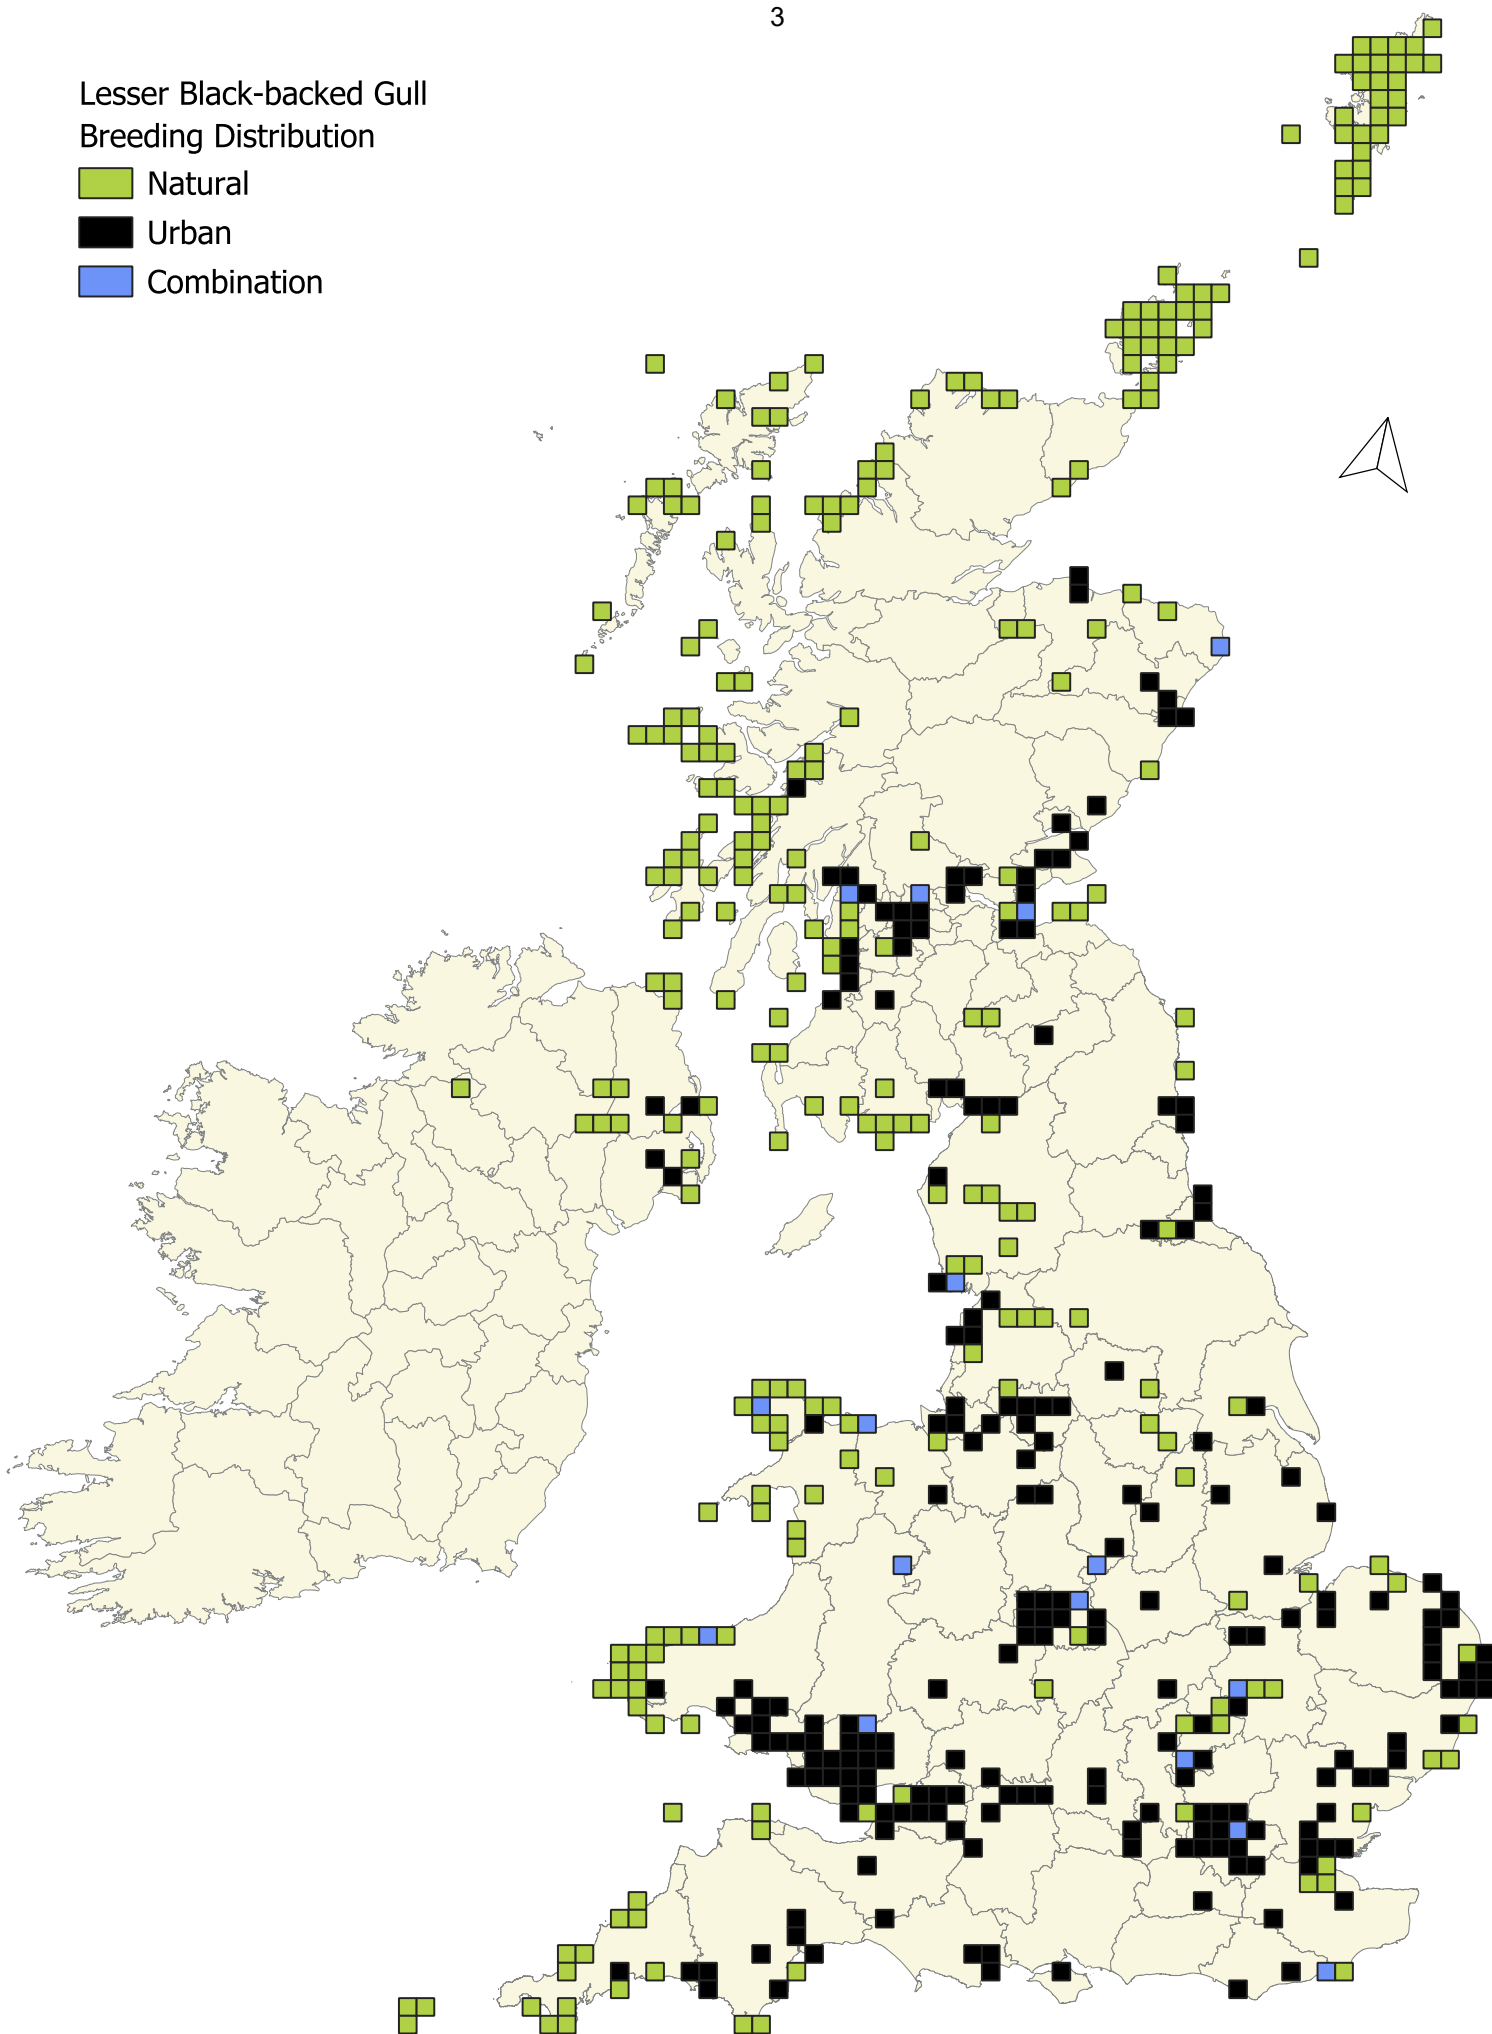 3
Lesser Black-backed Gull
Breeding Distribution
Natural
Urban
Combination